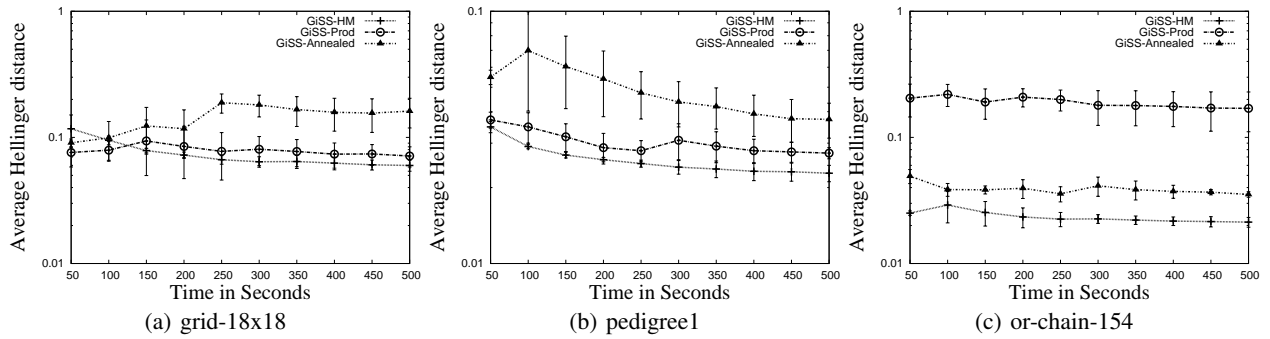 Average Hellinger distance
1
0.1
0.01
GiSS-HM
GiSS-Prod
GiSS-Annealed
50 100 150 200 250 300 350 400 450 500
Time in Seconds
(a) grid-18x18
Average Hellinger distance
0.1
0.01
GiSS-HM
GiSS-Prod
GiSS-Annealed
50 100 150 200 250 300 350 400 450 500
Time in Seconds
(b) pedigree1
Average Hellinger distance
1
0.1
0.01
GiSS-HM
GiSS-Prod
GiSS-Annealed
50 100 150 200 250 300 350 400 450 500
Time in Seconds
(c) or-chain-154